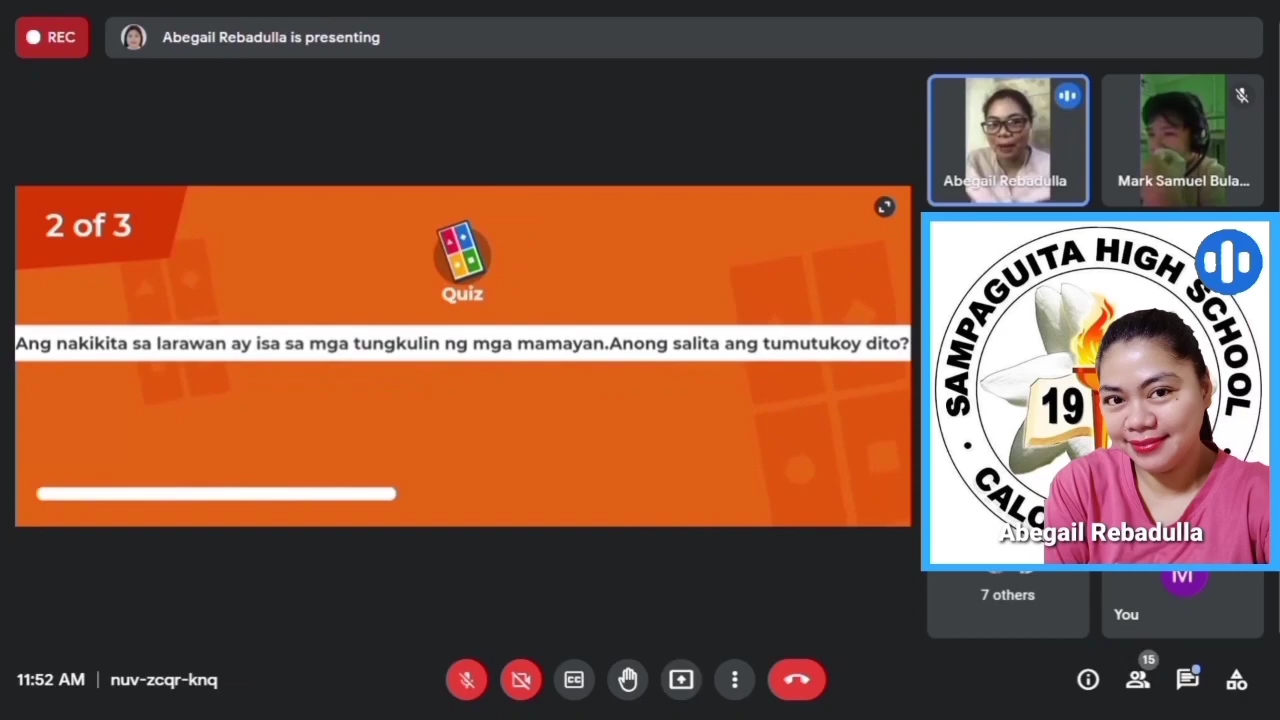 REC
Abegail Rebadulla is presenting
Abegail Rebadulla
Mark Samuel Bula...
2 of 3
Quiz
Ang nakikita sa larawan ay isa sa mga tungkulin ng mga mamayan.Anong salita ang tumutukoy dito?
SAMPAGUITA HIGH SCHOOL
19
CALO
Abegail Rebadulla
7 others
M
You
11:52 AM | nuv-zcqr-knq
CC
15